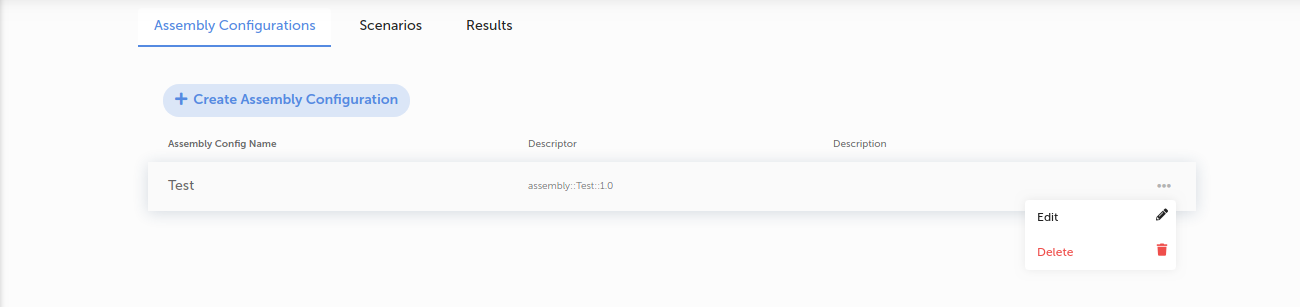 Assembly Configurations Scenarios Results
Create Assembly Configuration
Assembly Config Name Descriptor Description
Test assembly::Test::1.0
Edit
Delete